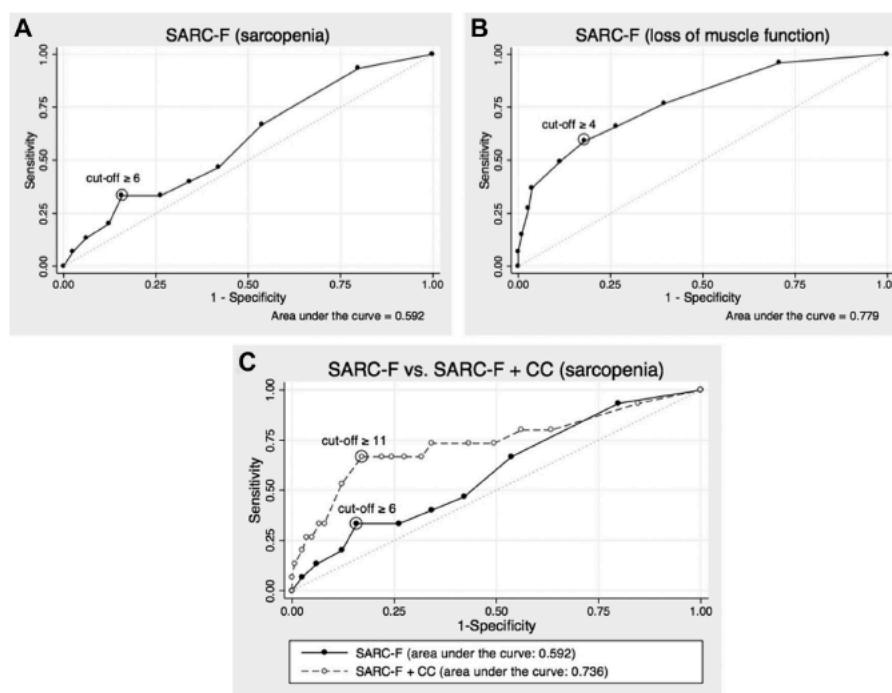 A
SARC-F (sarcopenia)
Sensitivity
1.00
0.75
0.50
0.25
0.00
cut-off ≥ 6
0.00 0.25 0.50 0.75 1.00
1 - Specificity
Area under the curve = 0.592
B
SARC-F (loss of muscle function)
Sensitivity
1.00
0.75
0.50
0.25
0.00
cut-off ≥ 4
0.00 0.25 0.50 0.75 1.00
1 - Specificity
Area under the curve = 0.779
C
SARC-F vs. SARC-F + CC (sarcopenia)
Sensitivity
1.00
0.75
0.50
0.25
0.00
cut-off ≥ 11
cut-off ≥ 6
0.00 0.25 0.50 0.75 1.00
1-Specificity
SARC-F (area under the curve: 0.592)
SARC-F + CC (area under the curve: 0.736)